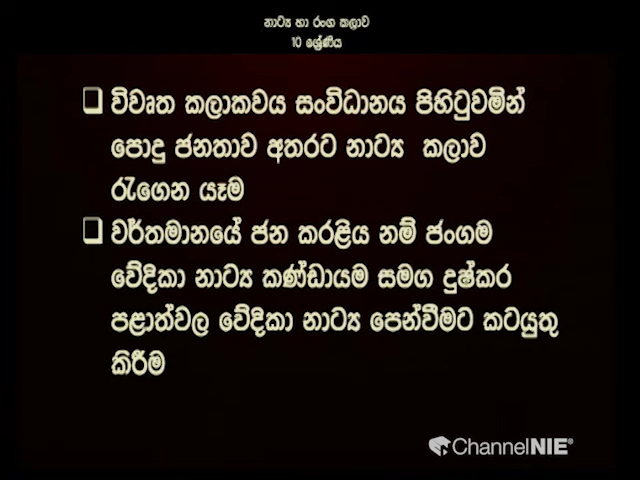 නාට්‍ය හා රංග කලාව
10 ශ්‍රේණිය
විවෘත කලාකවය සංවිධානය පිහිටුවමින්
පොදු ජනතාව අතරට නාට්‍ය කලාව
රැගෙන යෑම
වර්තමානයේ ජන කරළිය නම් ජංගම
වේදිකා නාට්‍ය කණ්ඩායම සමග දුෂ්කර
පළාත්වල වේදිකා නාට්‍ය පෙන්වීමට කටයුතු
කිරීම
ChannelNIE®